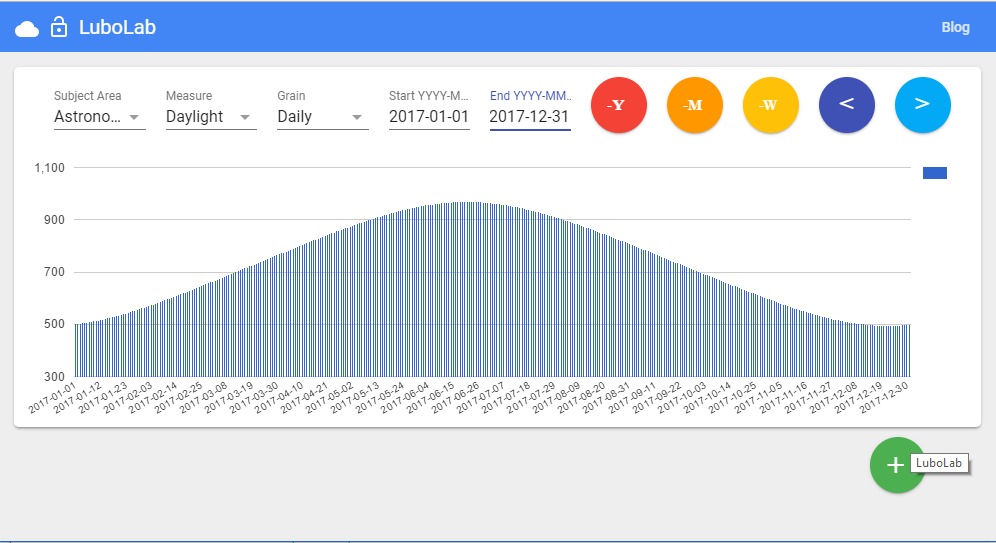 LuboLab Blog
Subject Area Measure Grain Start YYYY-M... End YYYY-MM..
Astrono... Daylight Daily 2017-01-01 2017-12-31 -Y -M -W < >
1,100
900
700
500
300
2017-01-01 2017-01-12 2017-01-23 2017-02-03 2017-02-14 2017-02-25 2017-03-08 2017-03-19 2017-03-30 2017-04-10 2017-04-21 2017-05-02 2017-05-13 2017-05-24 2017-06-04 2017-06-15 2017-06-26 2017-07-07 2017-07-18 2017-07-29 2017-08-09 2017-08-20 2017-08-31 2017-09-11 2017-09-22 2017-10-03 2017-10-14 2017-10-25 2017-11-05 2017-11-16 2017-11-27 2017-12-08 2017-12-19 2017-12-30
+ LuboLab